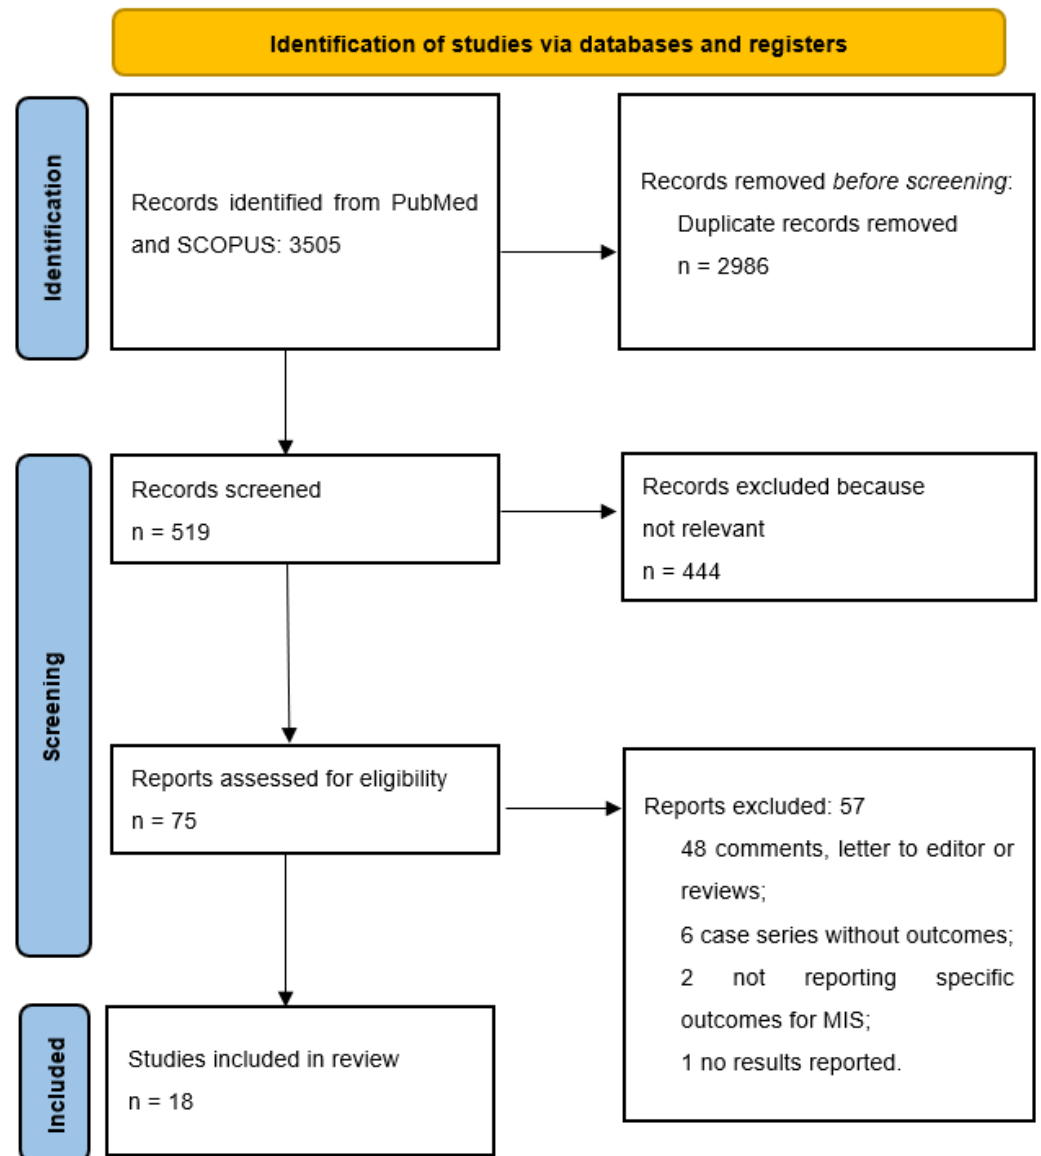 Identification of studies via databases and registers
Identification
Records identified from PubMed
and SCOPUS: 3505
Records removed before screening:
Duplicate records removed
n = 2986
Screening
Records screened
n = 519
Records excluded because
not relevant
n = 444
Reports assessed for eligibility
n = 75
Reports excluded: 57
48 comments, letter to editor or
reviews;
6 case series without outcomes;
2 not reporting specific
outcomes for MIS;
1 no results reported.
Included
Studies included in review
n = 18